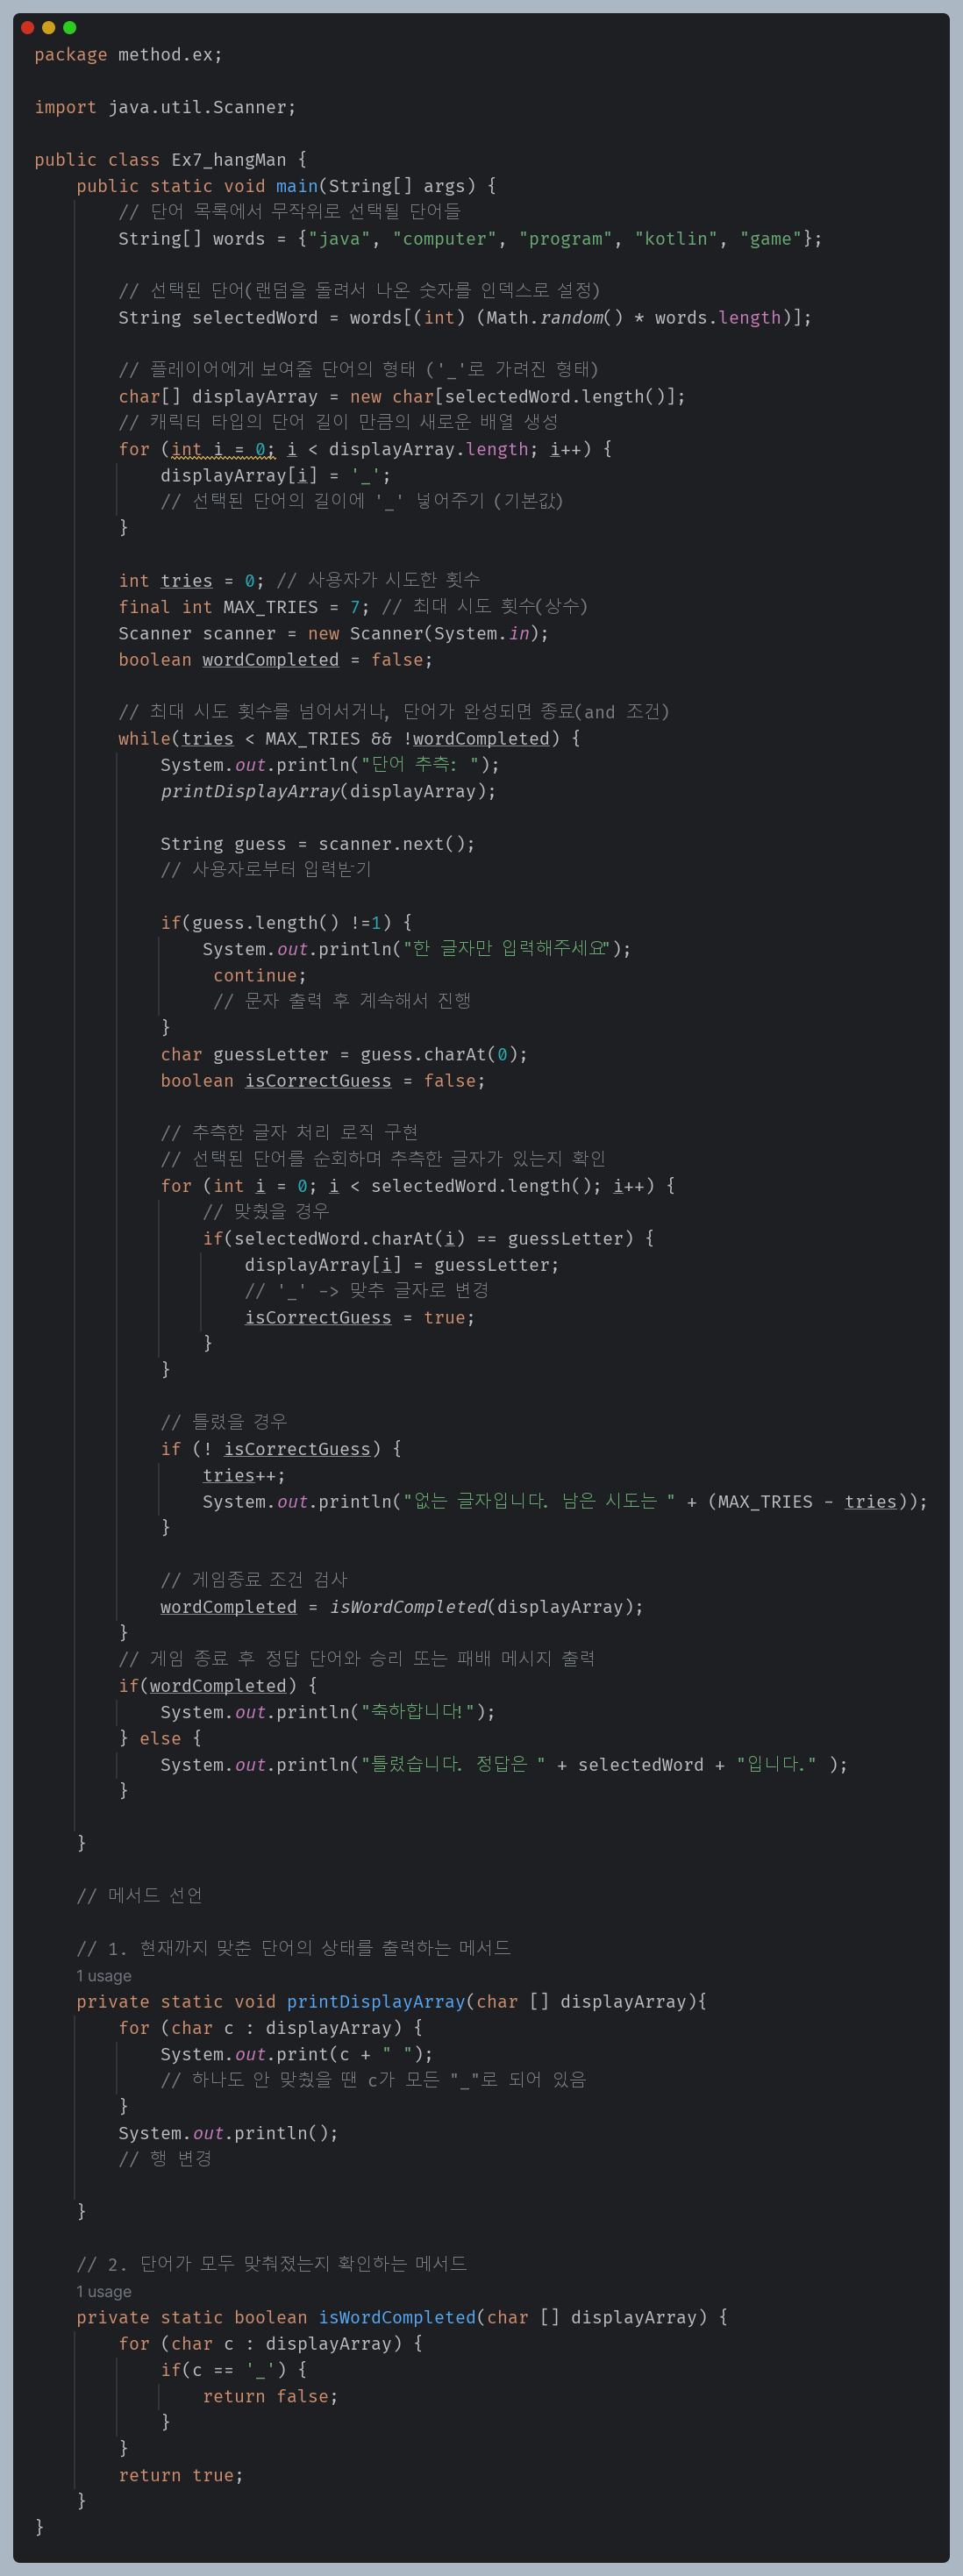 package method.ex;
import java.util.Scanner;
public class Ex7_hangMan {
public static void main(String[] args) {
// 단어 목록에서 무작위로 선택될 단어들
String[] words = {"java", "computer", "program", "kotlin", "game"};
// 선택된 단어(랜덤을 돌려서 나온 숫자를 인덱스로 설정)
String selectedWord = words[(int) (Math.random() * words.length)];
// 플레이어에게 보여줄 단어의 형태 ('_'로 가려진 형태)
char[] displayArray = new char[selectedWord.length()];
// 캐릭터 타입의 단어 길이 만큼의 새로운 배열 생성
for (int i = 0; i < displayArray.length; i++) {
displayArray[i] = '_';
// 선택된 단어의 길이에 '_' 넣어주기 (기본값)
}
int tries = 0; // 사용자가 시도한 횟수
final int MAX_TRIES = 7; // 최대 시도 횟수(상수)
Scanner scanner = new Scanner(System.in);
boolean wordCompleted = false;
// 최대 시도 횟수를 넘어서거나, 단어가 완성되면 종료(and 조건)
while(tries < MAX_TRIES && !wordCompleted) {
System.out.println("단어 추측: ");
printDisplayArray(displayArray);
String guess = scanner.next();
// 사용자로부터 입력받기
if(guess.length() !=1) {
System.out.println("한 글자만 입력해주세요");
continue;
// 문자 출력 후 계속해서 진행
}
char guessLetter = guess.charAt(0);
boolean isCorrectGuess = false;
// 추측한 글자 처리 로직 구현
// 선택된 단어를 순회하며 추측한 글자가 있는지 확인
for (int i = 0; i < selectedWord.length(); i++) {
// 맞췄을 경우
if(selectedWord.charAt(i) == guessLetter) {
displayArray[i] = guessLetter;
// '_' -> 맞추 글자로 변경
isCorrectGuess = true;
}
}
// 틀렸을 경우
if (! isCorrectGuess) {
tries++;
System.out.println("없는 글자입니다. 남은 시도는 " + (MAX_TRIES - tries));
}
// 게임종료 조건 검사
wordCompleted = isWordCompleted(displayArray);
}
// 게임 종료 후 정답 단어와 승리 또는 패배 메시지 출력
if(wordCompleted) {
System.out.println("축하합니다!");
} else {
System.out.println("틀렸습니다. 정답은 " + selectedWord + "입니다." );
}
}
// 메서드 선언
// 1. 현재까지 맞춘 단어의 상태를 출력하는 메서드
1 usage
private static void printDisplayArray(char [] displayArray){
for (char c : displayArray) {
System.out.print(c + " ");
// 하나도 안 맞췄을 땐 c가 모든 "_"로 되어 있음
}
System.out.println();
// 행 변경
}
// 2. 단어가 모두 맞춰졌는지 확인하는 메서드
1 usage
private static boolean isWordCompleted(char [] displayArray) {
for (char c : displayArray) {
if(c == '_') {
return false;
}
}
return true;
}
}